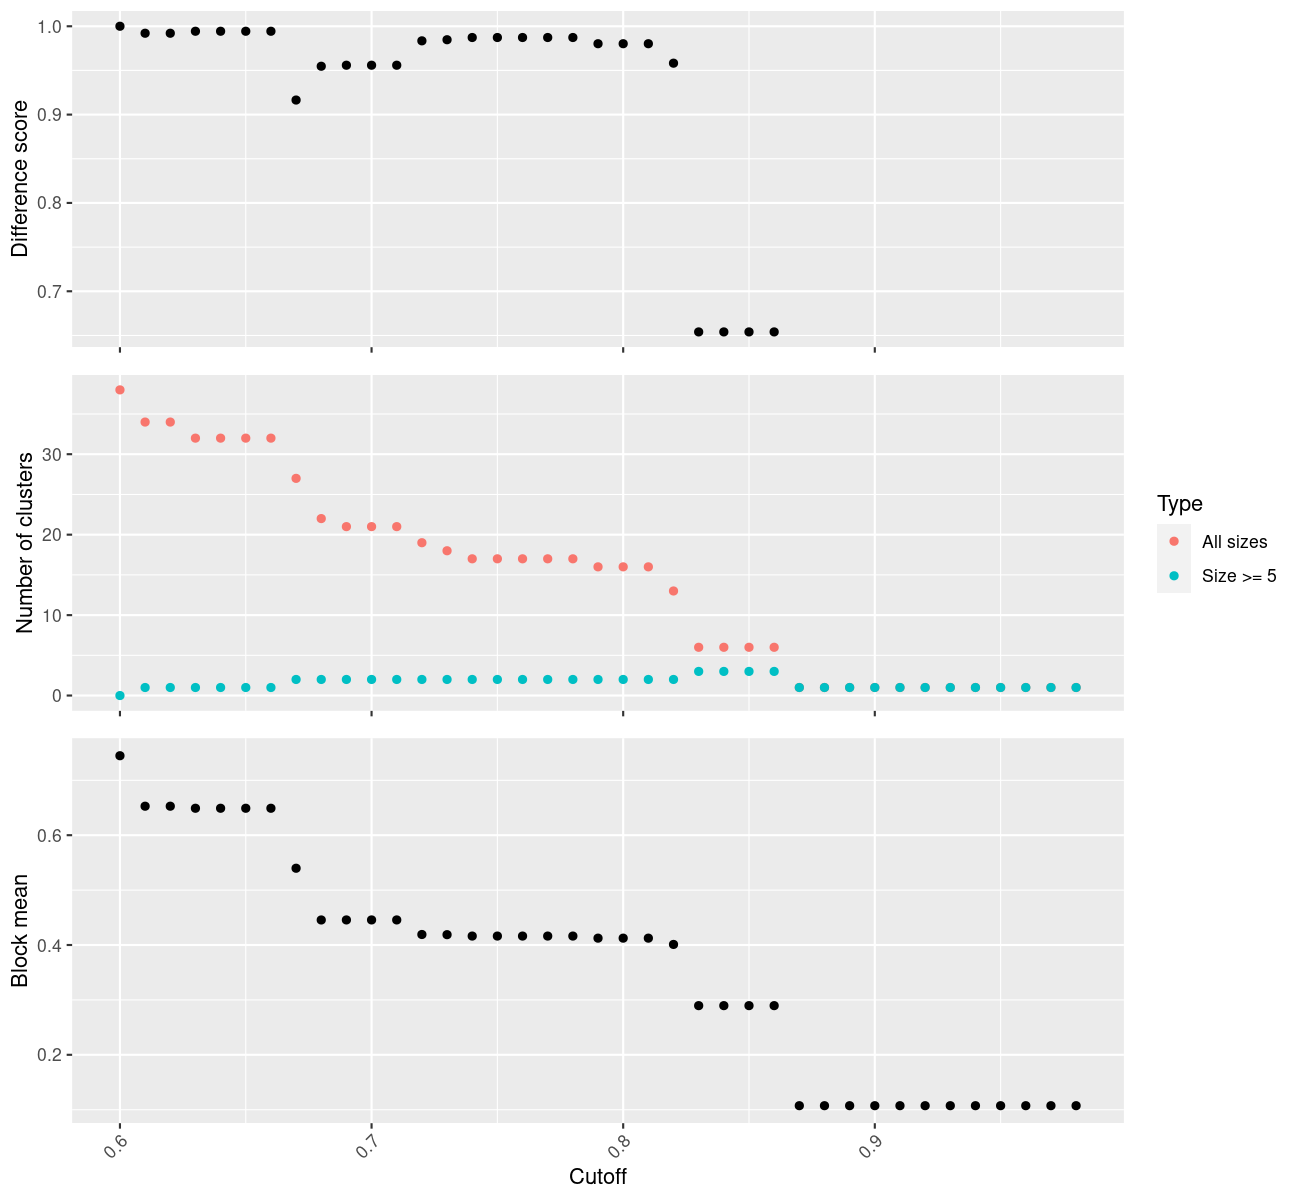 1.0
0.9
0.8
0.7
Difference score
30
20
10
0
Number of clusters
Type
All sizes
Size >= 5
0.6
0.4
0.2
Block mean
0.6
0.7
0.8
0.9
Cutoff